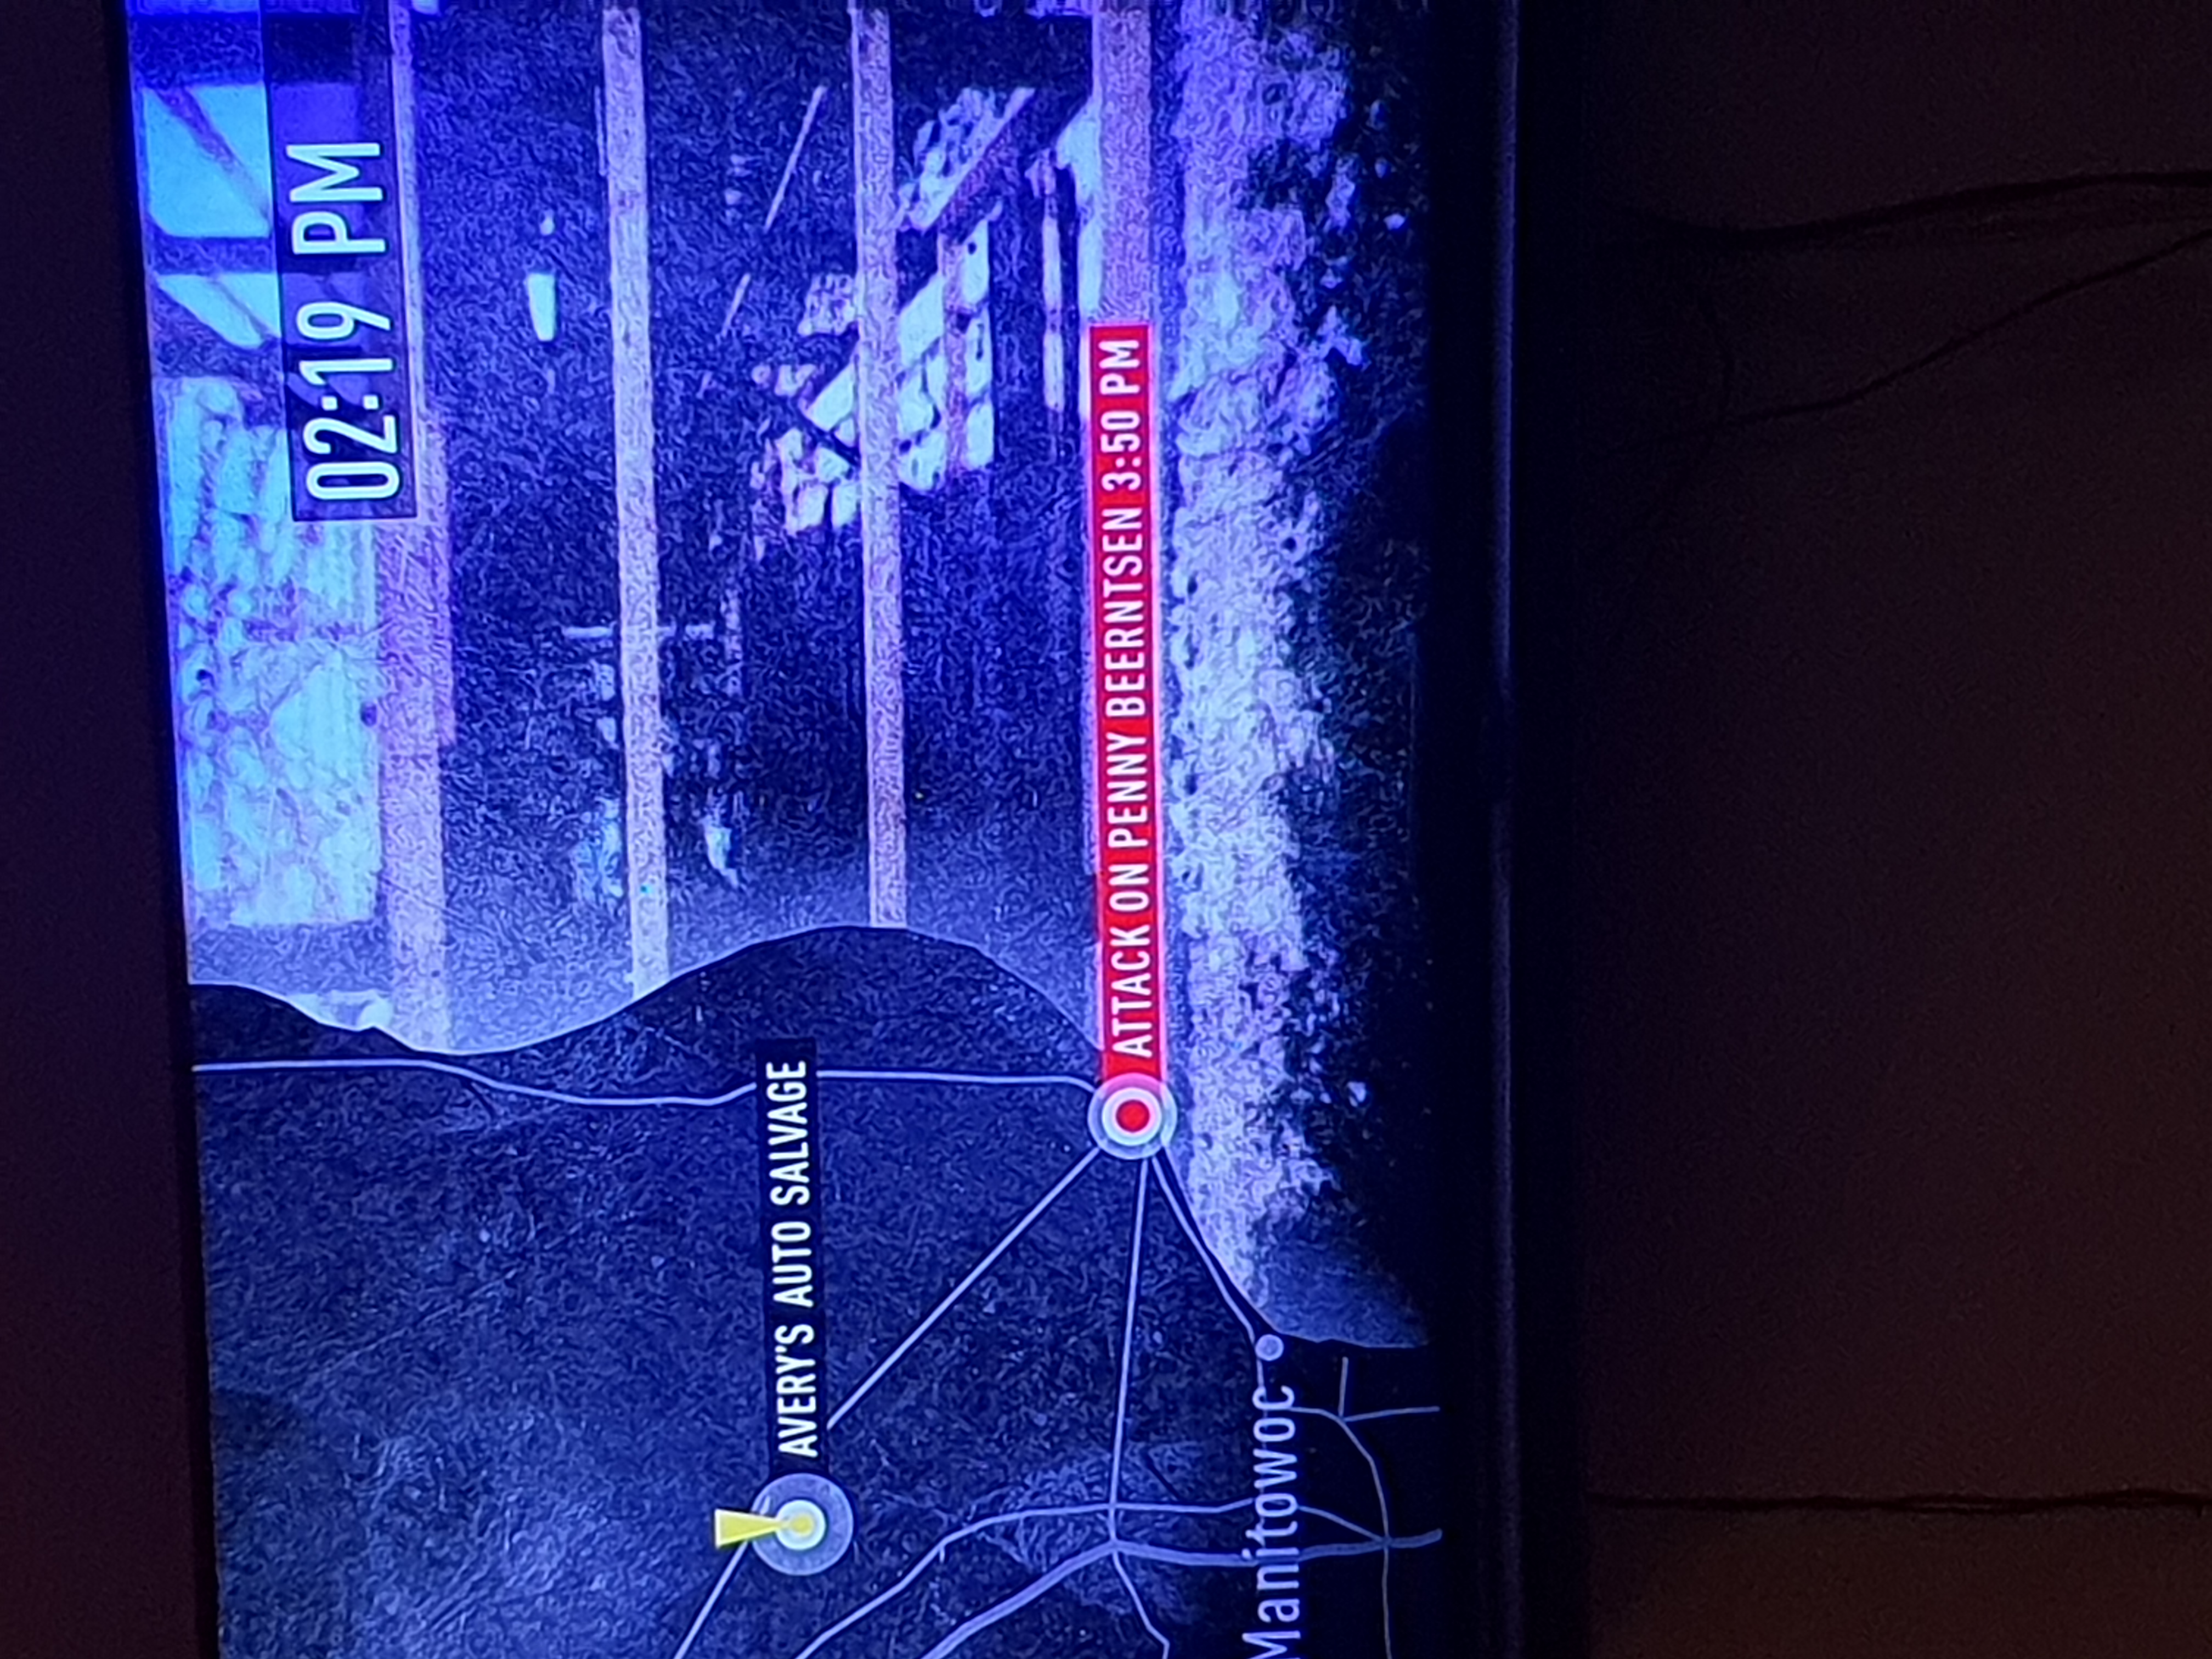 02:19 PM
AVERY'S AUTO SALVAGE
ATTACK ON PENNY BEERNTSEN 3:50 PM
Manitowoc